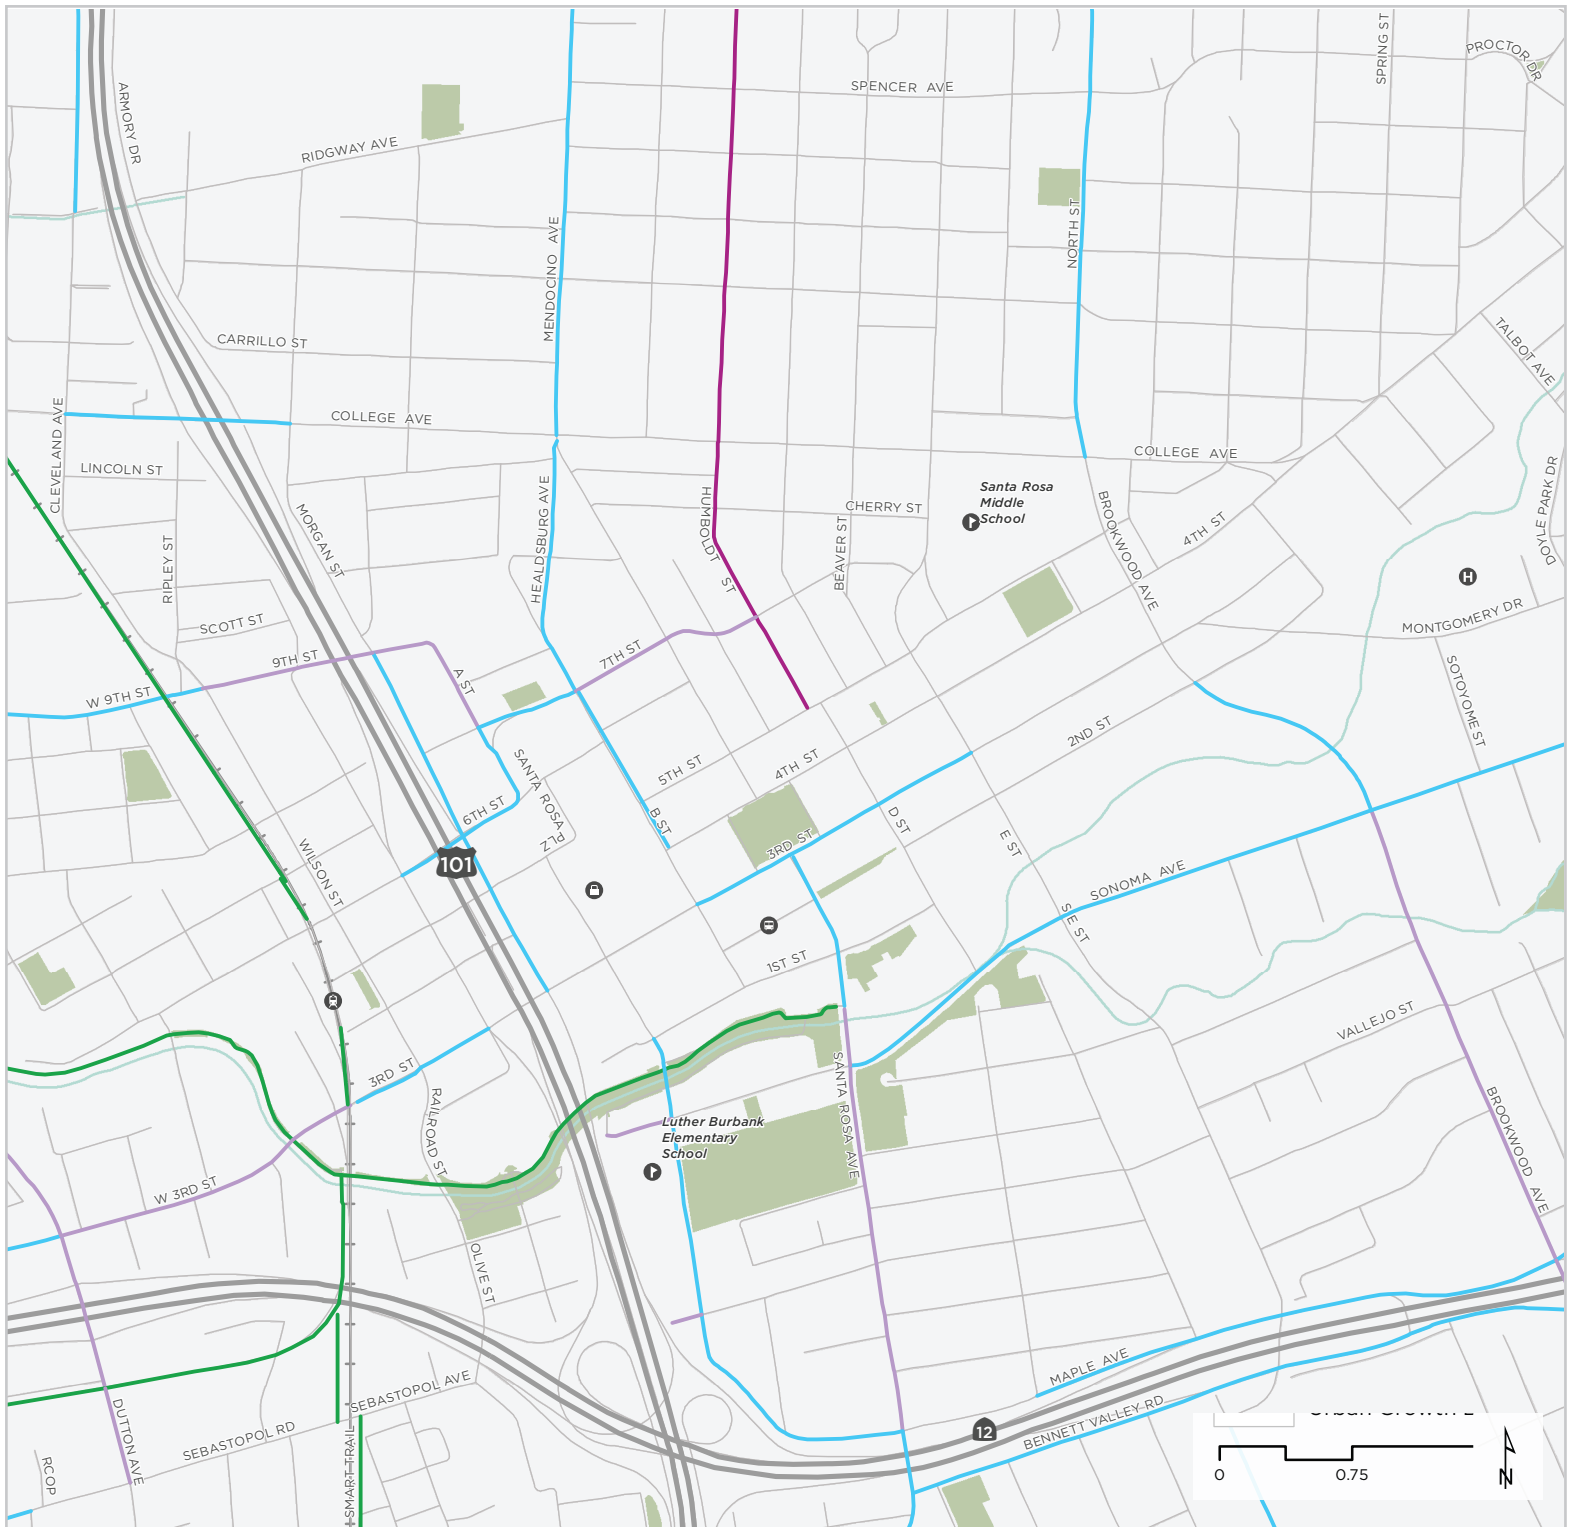 PROCTOR DR
SPRING ST
SPENCER AVE
ARMORY DR
RIDGWAY AVE
NORTH ST
MENDOCINO AVE
CARRILLO ST
TALBOT AVE
COLLEGE AVE
CLEVELAND AVE
COLLEGE AVE
LINCOLN ST
Santa Rosa
Middle
School
HEALDSBURG AVE
HUMBOLDT ST
CHERRY ST
BROOKWOOD AVE
4TH ST
DOYLE PARK DR
MORGAN ST
RIPLEY ST
BEAVER ST
H
SCOTT ST
MONTGOMERY DR
9TH ST
7TH ST
A ST
SOTOYOME ST
W 9TH ST
2ND ST
5TH ST
4TH ST
SANTA ROSA PLZ
6TH ST
B ST
D ST
3RD ST
E ST
WILSON ST
101
SONOMA AVE
S E ST
1ST ST
VALLEJO ST
3RD ST
RAILROAD ST
SANTA ROSA AVE
Luther Burbank
Elementary
School
BROOKWOOD AVE
W 3RD ST
OLIVE ST
MAPLE AVE
SEBASTOPOL AVE
DUTTON AVE
BENNETT VALLEY RD
12
SEBASTOPOL RD
SMART TRAIL
RCOP
0
0.75
N